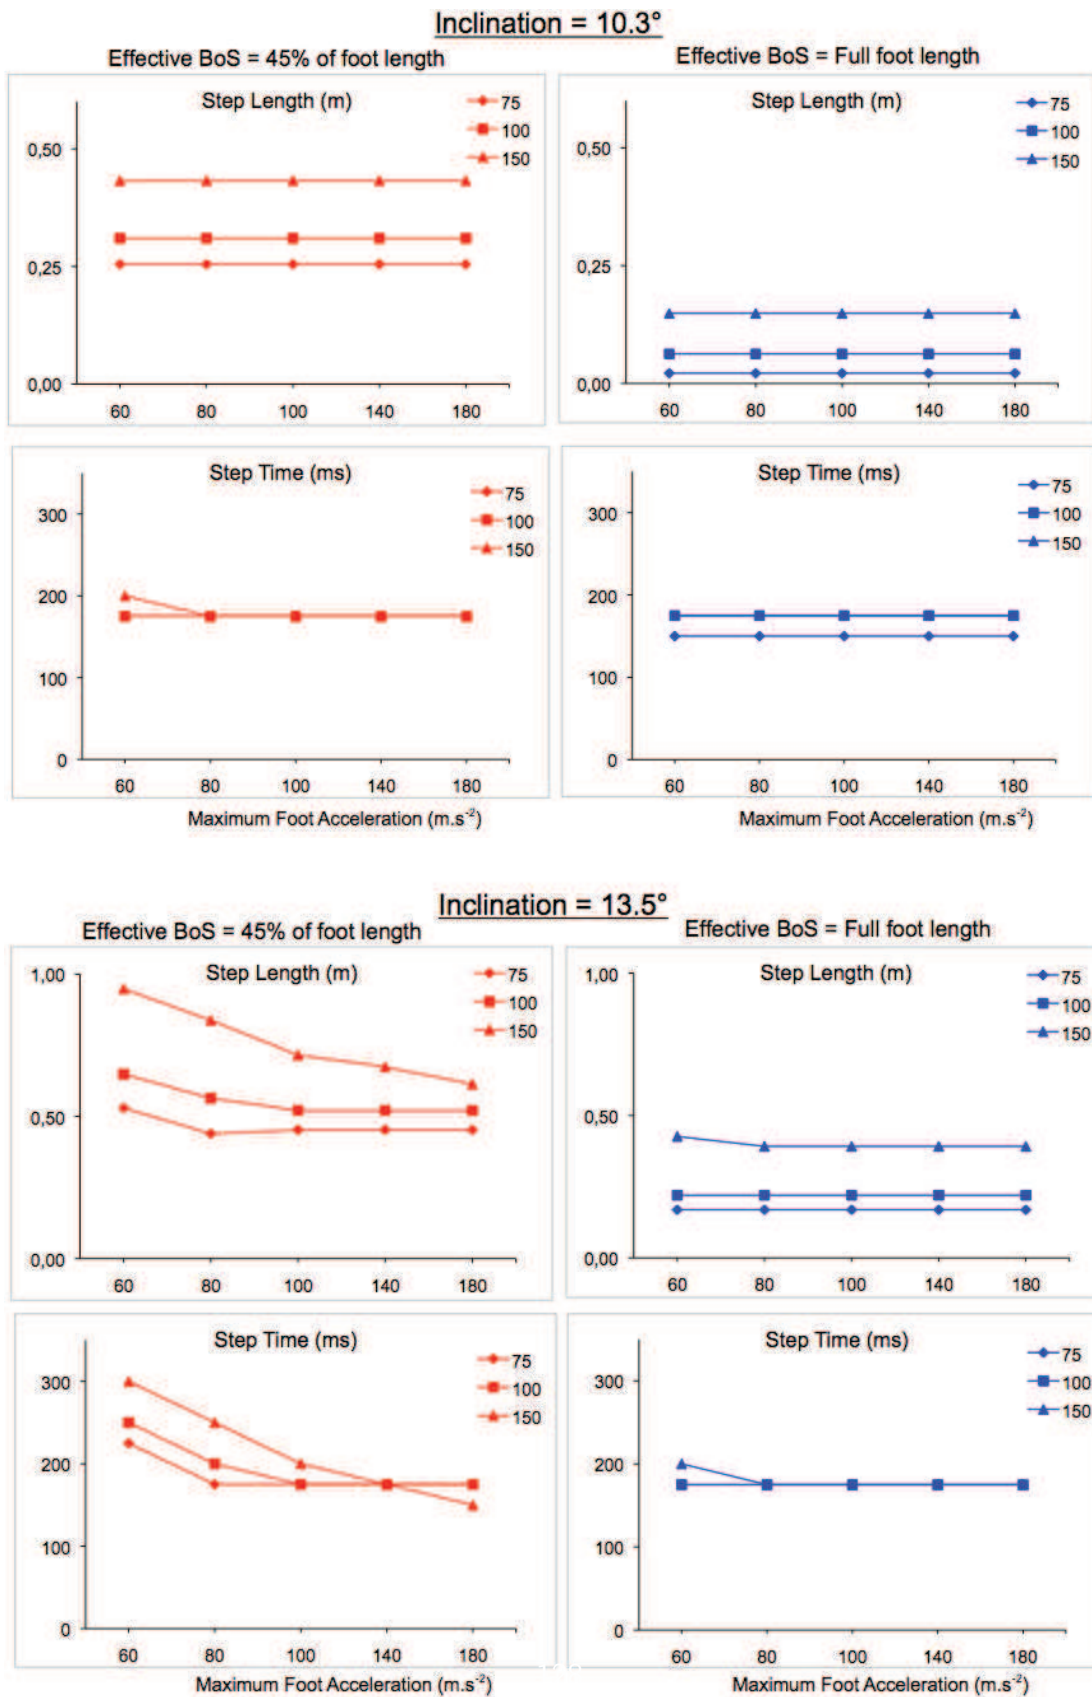 Inclination = 10.3°
Effective BoS = 45% of foot length
Effective BoS = Full foot length
Step Length (m)
75
100
150
0,50
0,25
0,00
60 80 100 140 180
Step Length (m)
75
100
150
0,50
0,25
0,00
60 80 100 140 180
Step Time (ms)
75
100
150
300
200
100
0
60 80 100 140 180
Maximum Foot Acceleration (m.s-2)
Step Time (ms)
75
100
150
300
200
100
0
60 80 100 140 180
Maximum Foot Acceleration (m.s-2)
Inclination = 13.5°
Effective BoS = 45% of foot length
Effective BoS = Full foot length
1,00
Step Length (m)
75
100
150
0,50
0,00
60 80 100 140 180
1,00
Step Length (m)
75
100
150
0,50
0,00
60 80 100 140 180
Step Time (ms)
75
100
150
300
200
100
0
60 80 100 140 180
Maximum Foot Acceleration (m.s-2)
Step Time (ms)
75
100
150
300
200
100
0
60 80 100 140 180
Maximum Foot Acceleration (m.s-2)